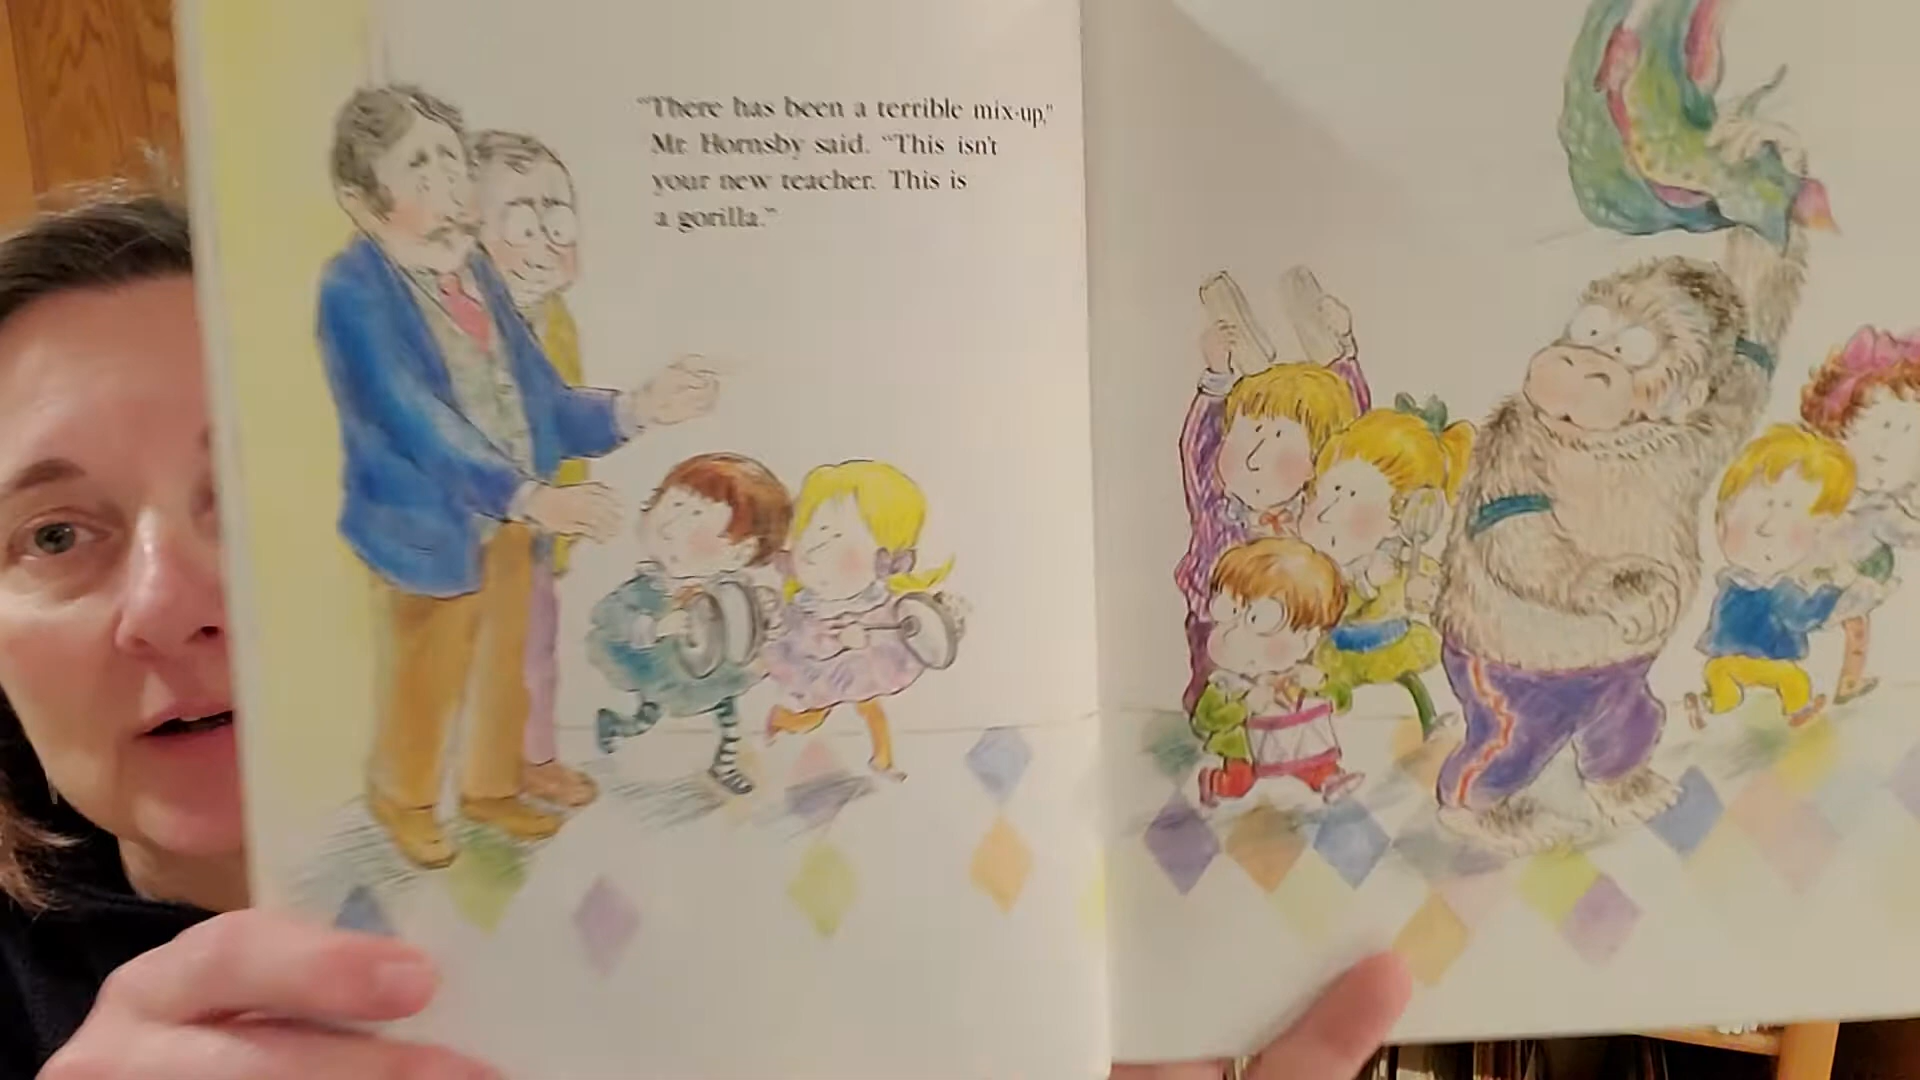 "There has been a terrible mix-up,"
Mr. Hornsby said. "This isn't
your new teacher. This is
a gorilla."